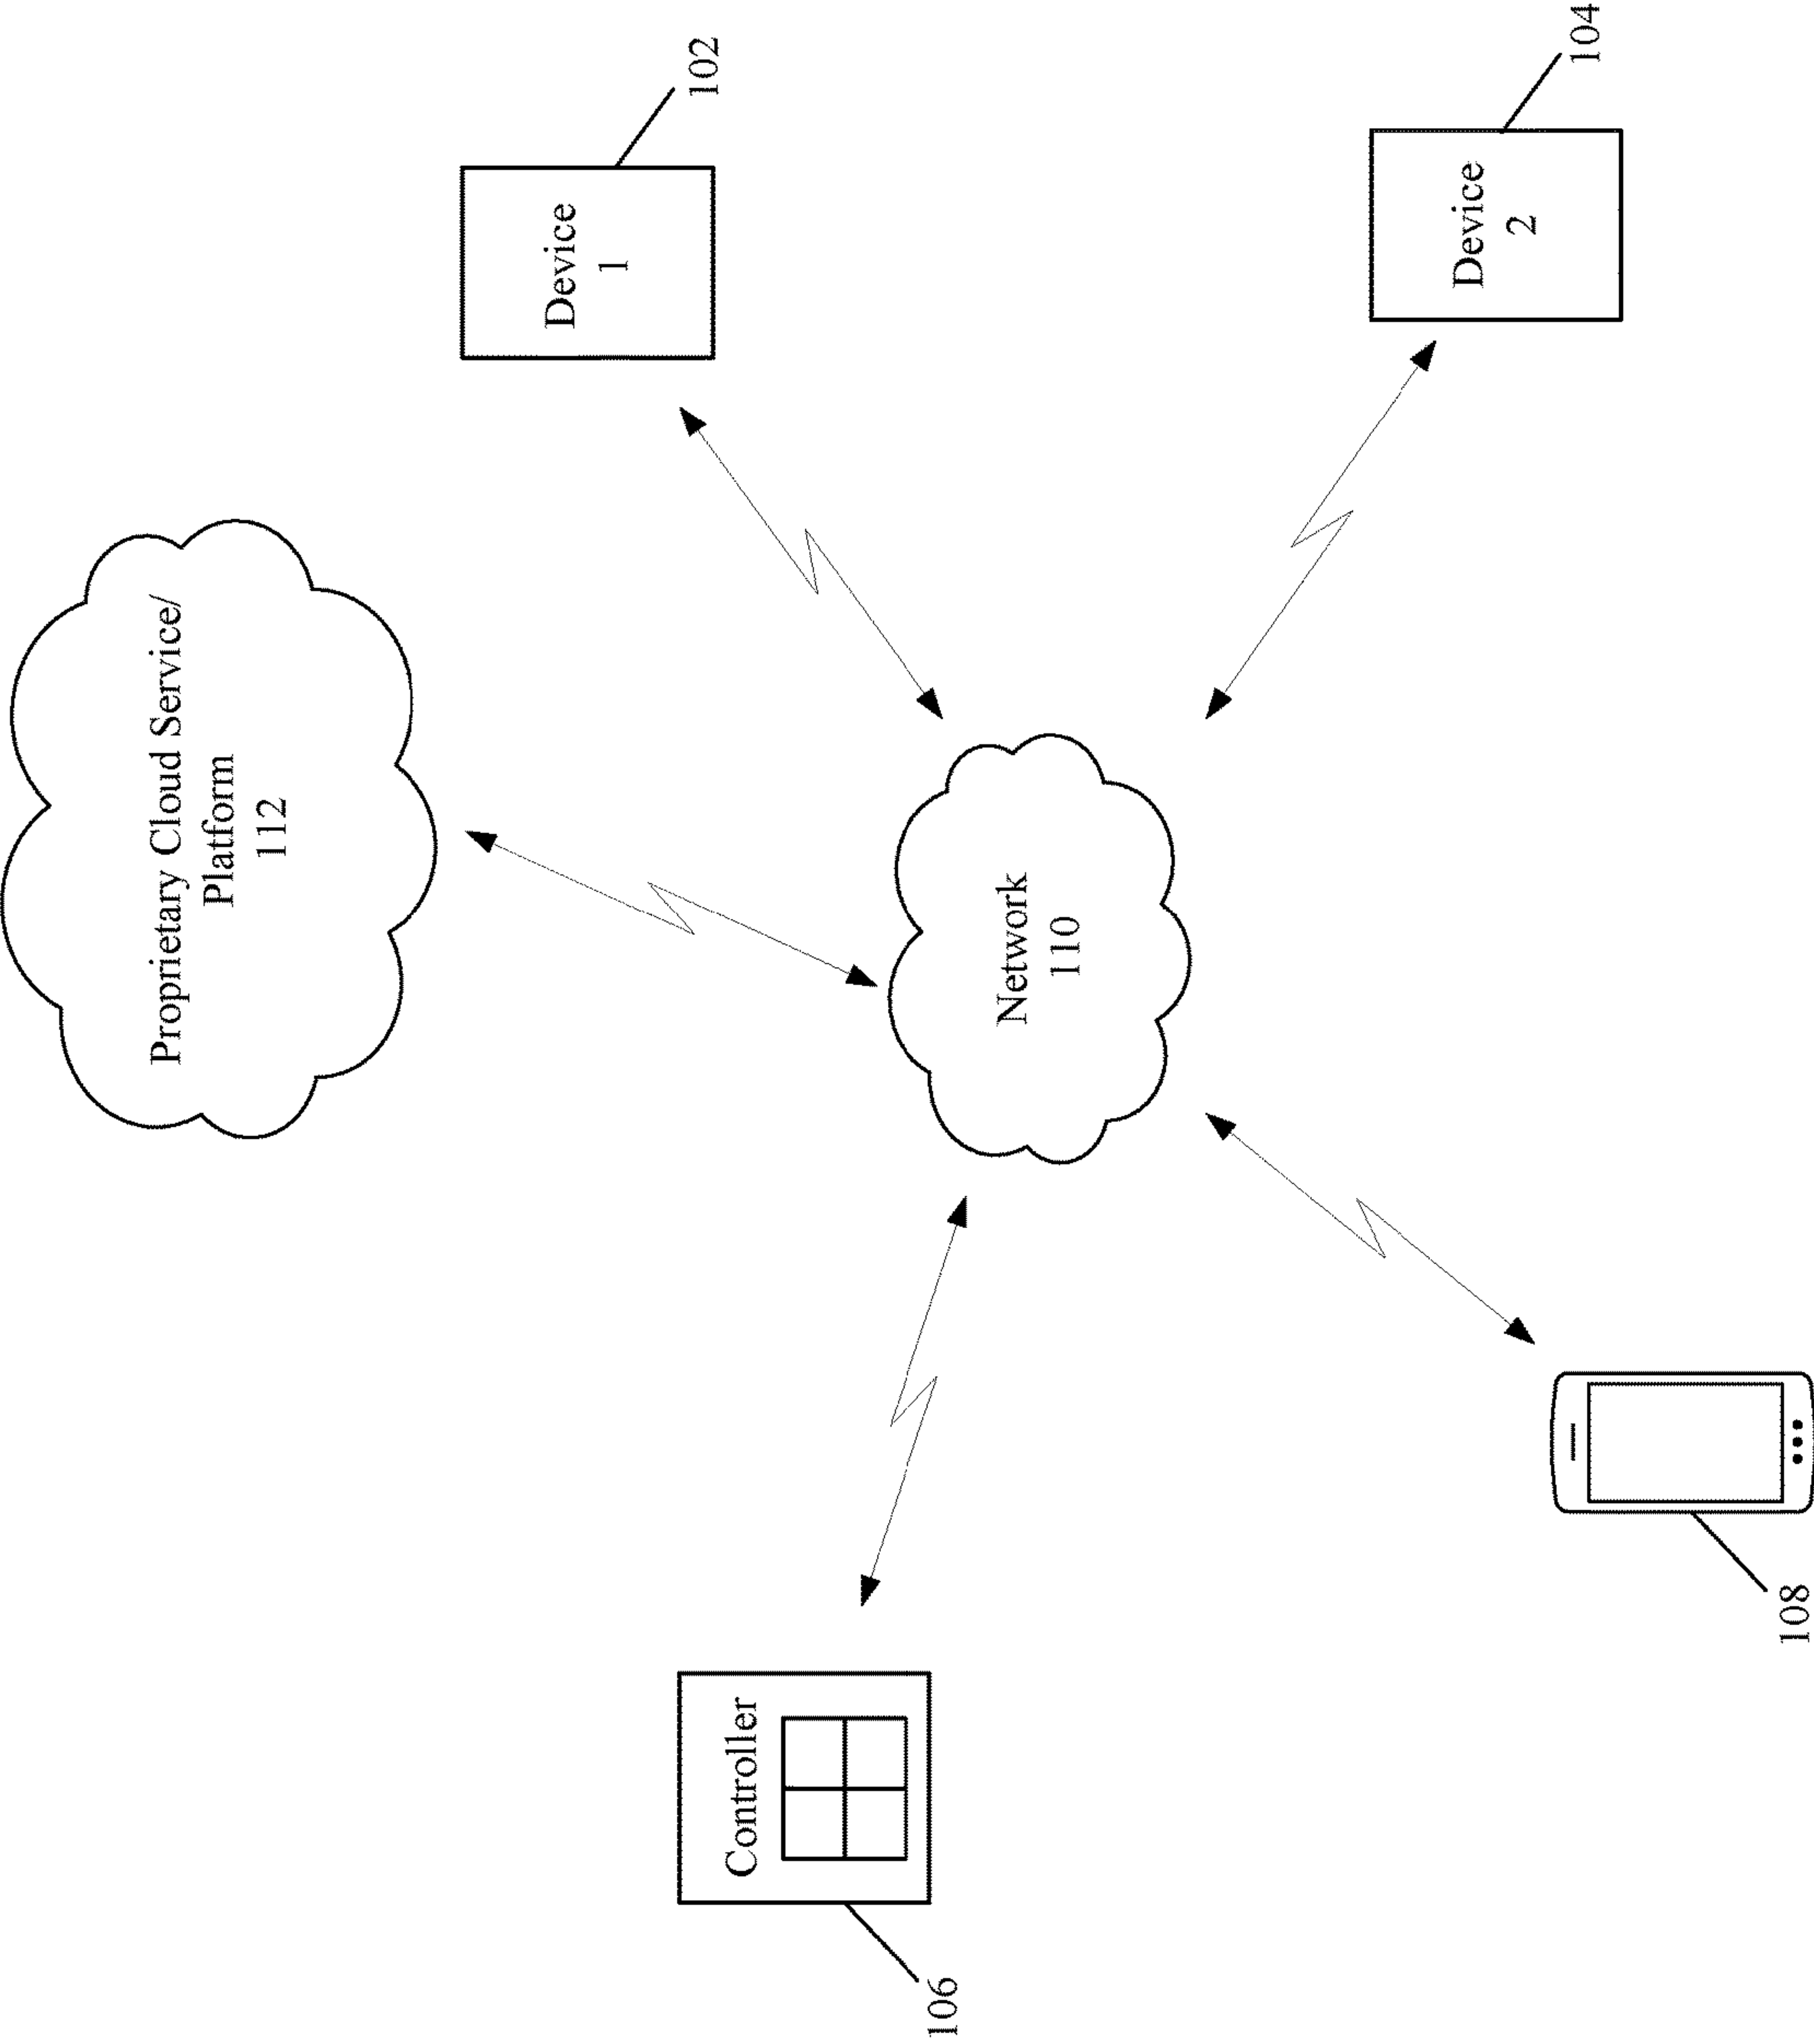 Proprietary Cloud Service/
Platform
112
102
Device
1
Controller
106
Network
110
104
Device
2
108